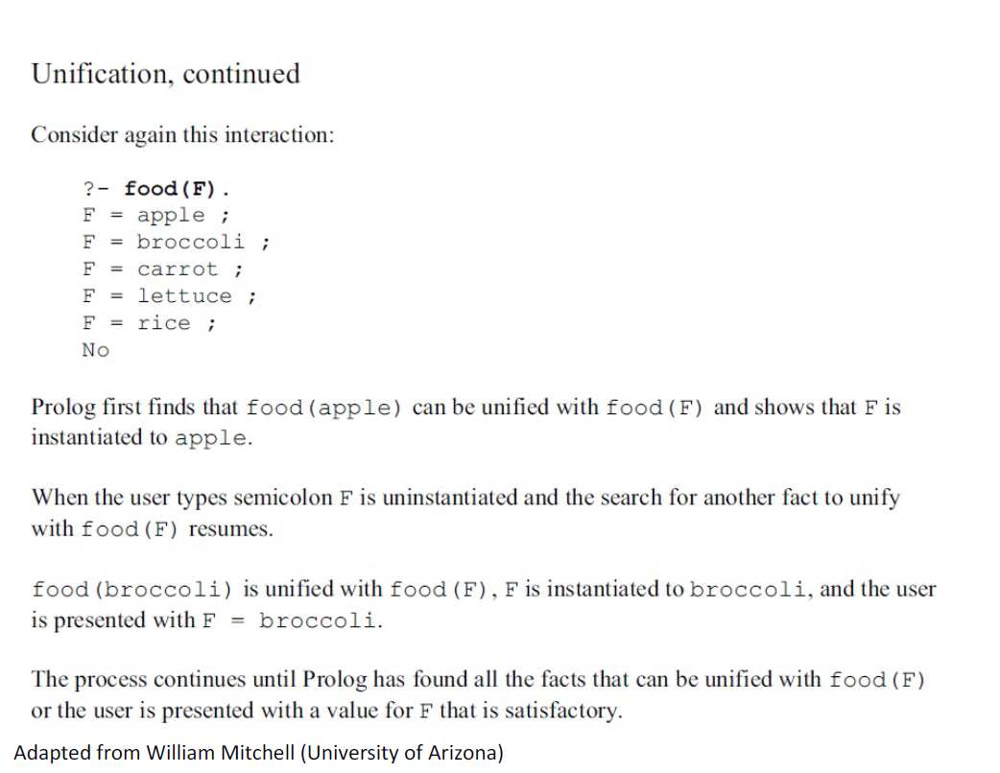 Unification, continued
Consider again this interaction:
?- food(F).
F = apple ;
F = broccoli ;
F = carrot ;
F = lettuce ;
F = rice ;
No
Prolog first finds that food(apple) can be unified with food(F) and shows that F is
instantiated to apple.
When the user types semicolon F is uninstantiated and the search for another fact to unify
with food(F) resumes.
food(broccoli) is unified with food(F), F is instantiated to broccoli, and the user
is presented with F = broccoli.
The process continues until Prolog has found all the facts that can be unified with food(F)
or the user is presented with a value for F that is satisfactory.
Adapted from William Mitchell (University of Arizona)